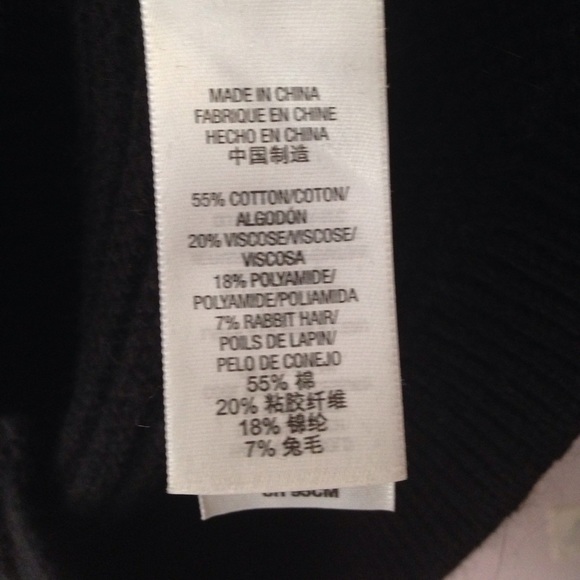 MADE IN CHINA
FABRIQUE EN CHINE
HECHO EN CHINA
中国制造
55% COTTON/COTON/
ALGODÓN
20% VISCOSE/VISCOSE/
VISCOSA
18% POLYAMIDE/
POLYAMIDE/POLIAMIDA
7% RABBIT HAIR/
POILS DE LAPIN/
PELO DE CONEJO
55% 棉
20% 粘胶纤维
18% 锦纶
7% 兔毛